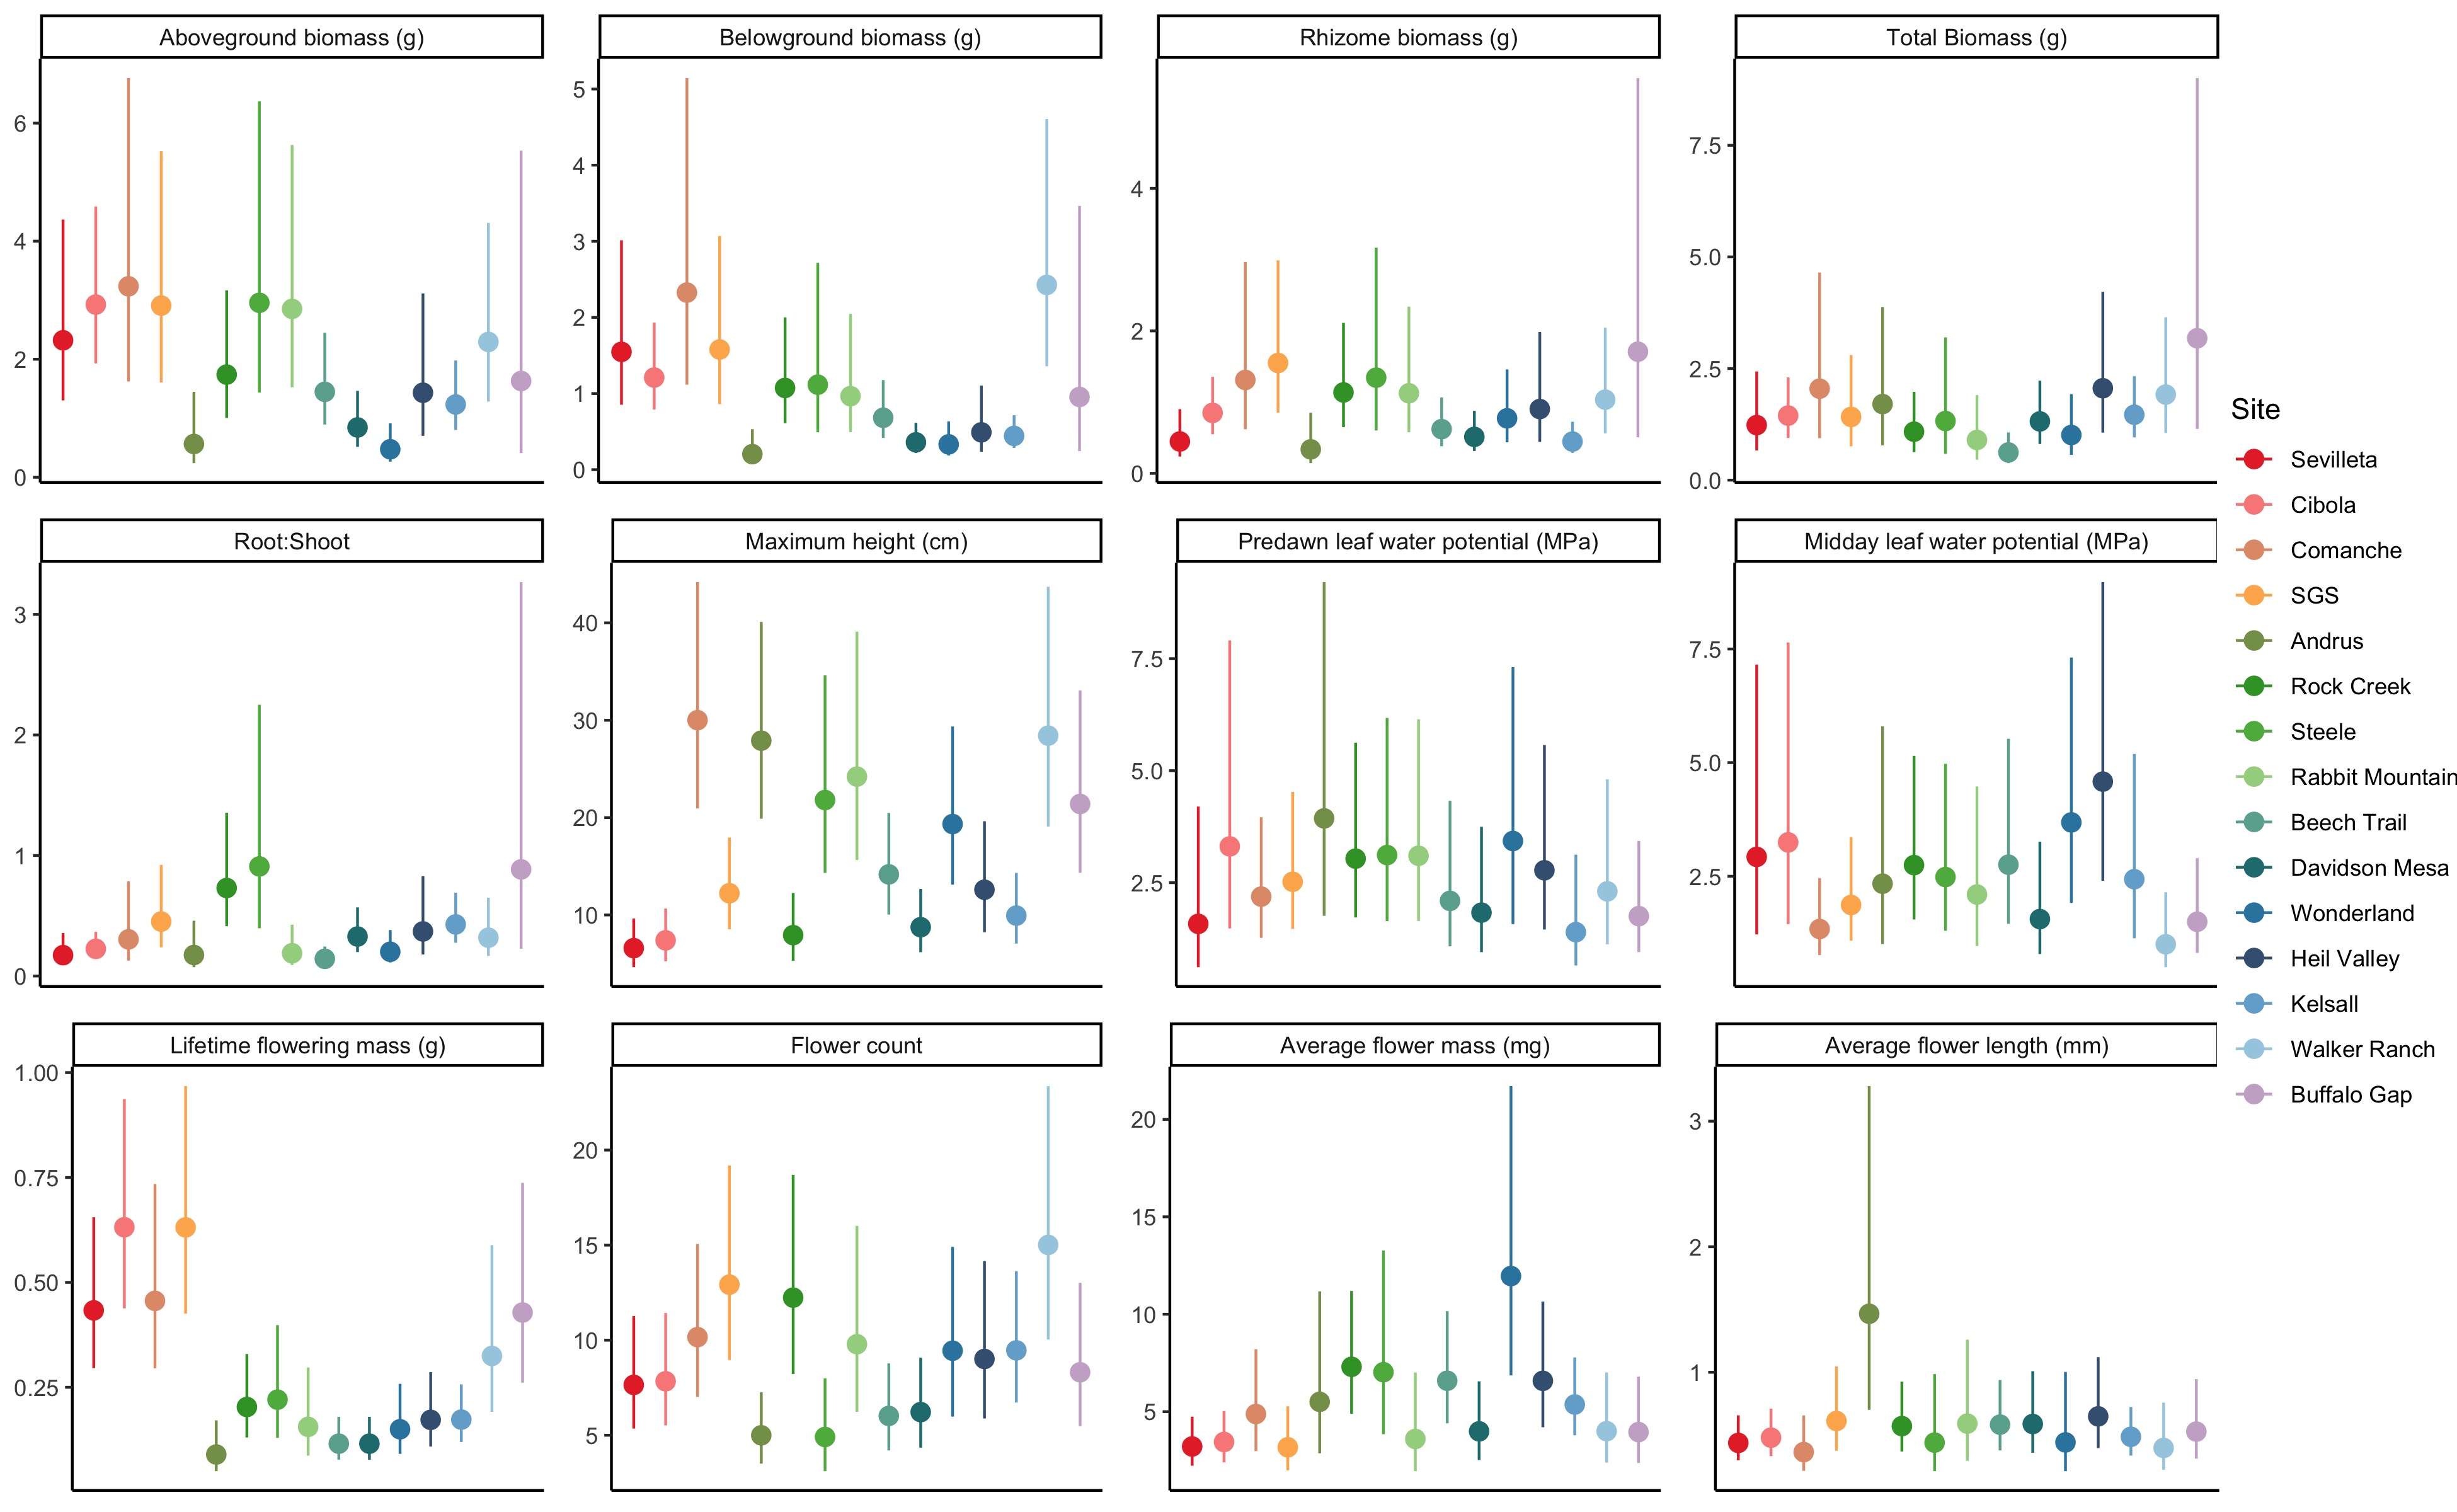 Aboveground biomass (g)
Belowground biomass (g)
Rhizome biomass (g)
Total Biomass (g)
6
4
2
0
5
4
3
2
1
0
4
2
0
7.5
5.0
2.5
0.0
Root:Shoot
Maximum height (cm)
Predawn leaf water potential (MPa)
Midday leaf water potential (MPa)
3
2
1
0
40
30
20
10
7.5
5.0
2.5
7.5
5.0
2.5
Lifetime flowering mass (g)
Flower count
Average flower mass (mg)
Average flower length (mm)
1.00
0.75
0.50
0.25
20
15
10
5
20
15
10
5
3
2
1
Site
Sevilleta
Cibola
Comanche
SGS
Andrus
Rock Creek
Steele
Rabbit Mountain
Beech Trail
Davidson Mesa
Wonderland
Heil Valley
Kelsall
Walker Ranch
Buffalo Gap